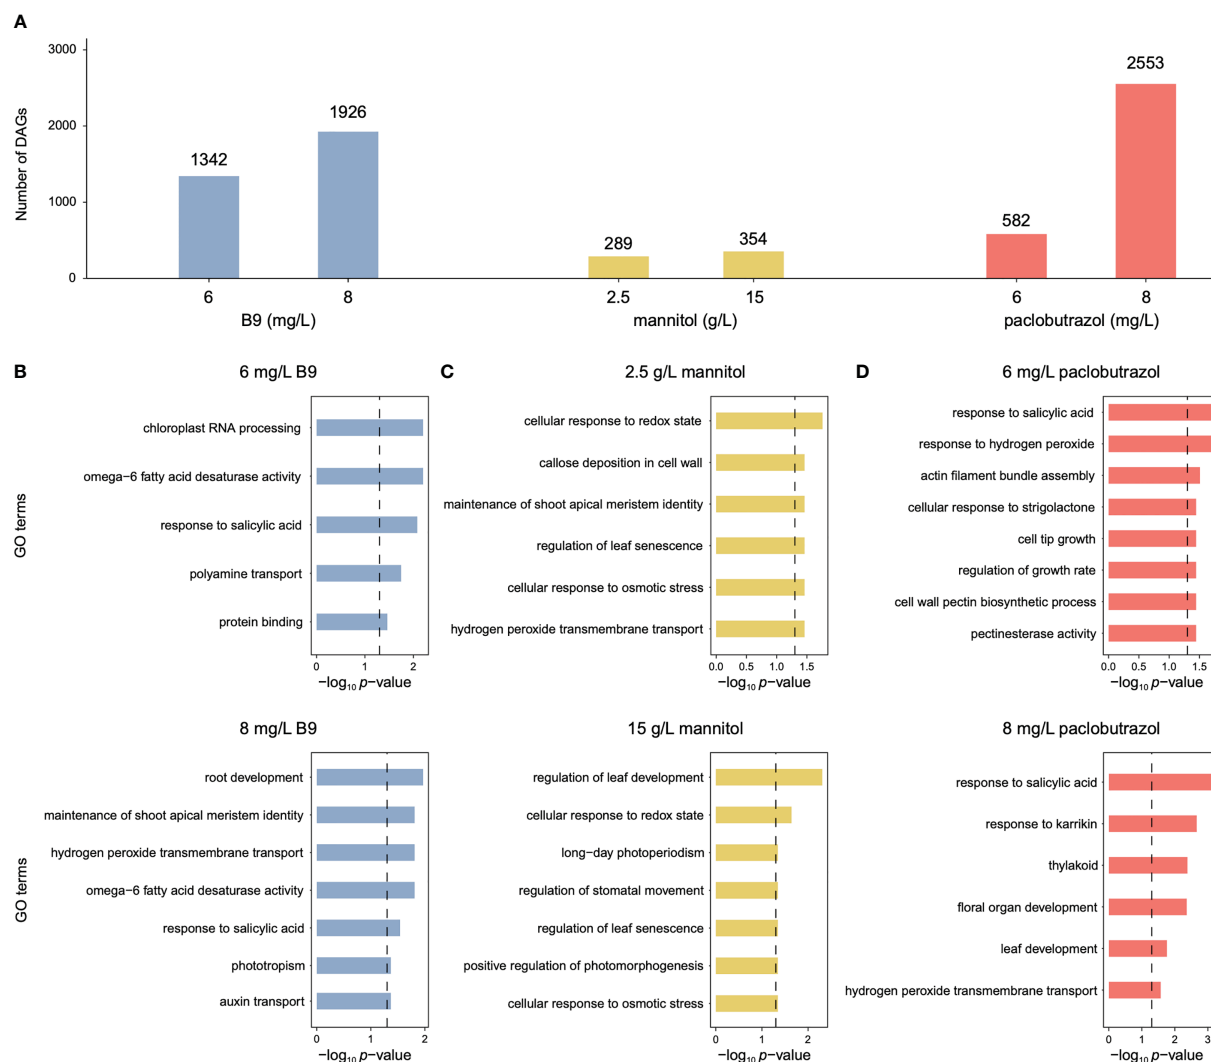 A
3000
2000
1000
0
Number of DAGs
1342
1926
289
354
582
2553
6
8
2.5
15
6
8
B9 (mg/L)
mannitol (g/L)
paclobutrazol (mg/L)
B
6 mg/L B9
GO terms
chloroplast RNA processing
omega−6 fatty acid desaturase activity
response to salicylic acid
polyamine transport
protein binding
0 1 2
−log10 p−value
C
2.5 g/L mannitol
cellular response to redox state
callose deposition in cell wall
maintenance of shoot apical meristem identity
regulation of leaf senescence
cellular response to osmotic stress
hydrogen peroxide transmembrane transport
0.0 0.5 1.0 1.5
−log10 p−value
D
6 mg/L paclobutrazol
response to salicylic acid
response to hydrogen peroxide
actin filament bundle assembly
cellular response to strigolactone
cell tip growth
regulation of growth rate
cell wall pectin biosynthetic process
pectinesterase activity
0.0 0.5 1.0 1.5
−log10 p−value
8 mg/L B9
GO terms
root development
maintenance of shoot apical meristem identity
hydrogen peroxide transmembrane transport
omega−6 fatty acid desaturase activity
response to salicylic acid
phototropism
auxin transport
0 1 2
−log10 p−value
15 g/L mannitol
regulation of leaf development
cellular response to redox state
long−day photoperiodism
regulation of stomatal movement
regulation of leaf senescence
positive regulation of photomorphogenesis
cellular response to osmotic stress
0 1 2
−log10 p−value
8 mg/L paclobutrazol
response to salicylic acid
response to karrikin
thylakoid
floral organ development
leaf development
hydrogen peroxide transmembrane transport
0 1 2 3
−log10 p−value